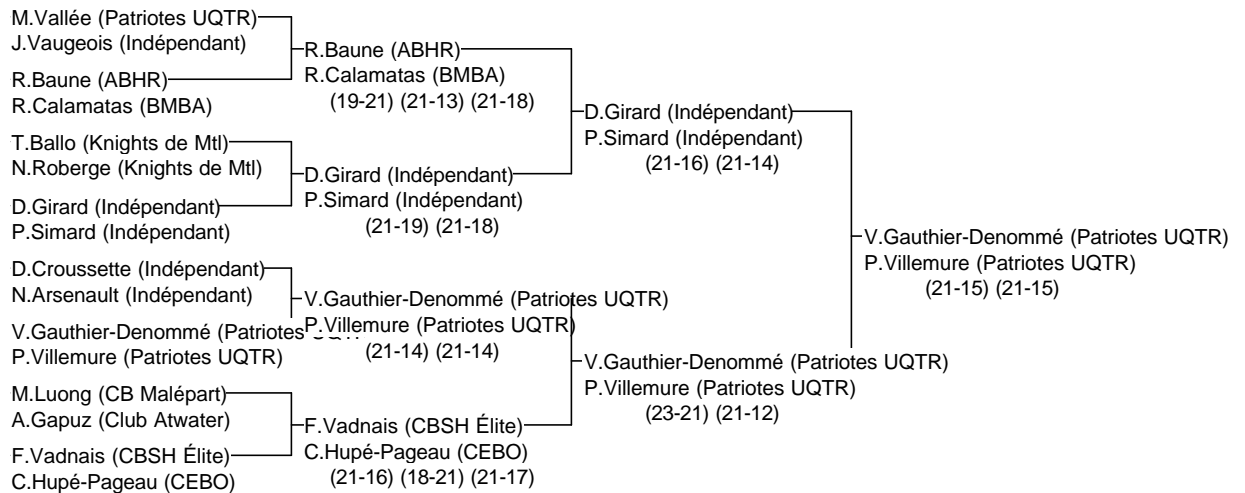 M.Vallée (Patriotes UQTR)
J.Vaugeois (Indépendant)
R.Baune (ABHR)
R.Calamatas (BMBA)
T.Ballo (Knights de Mtl)
N.Roberge (Knights de Mtl)
D.Girard (Indépendant)
P.Simard (Indépendant)
D.Croussette (Indépendant)
N.Arsenault (Indépendant)
V.Gauthier-Denommé (Patriotes
P.Villemure (Patriotes UQTR)
M.Luong (CB Malépart)
A.Gapuz (Club Atwater)
F.Vadnais (CBSH Élite)
C.Hupé-Pageau (CEBO)
R.Baune (ABHR)
R.Calamatas (BMBA)
(19-21) (21-13) (21-18)
D.Girard (Indépendant)
P.Simard (Indépendant)
(21-19) (21-18)
V.Gauthier-Denommé (Patriotes UQTR)
P.Villemure (Patriotes UQTR)
(21-14) (21-14)
F.Vadnais (CBSH Élite)
C.Hupé-Pageau (CEBO)
(21-16) (18-21) (21-17)
D.Girard (Indépendant)
P.Simard (Indépendant)
(21-16) (21-14)
V.Gauthier-Denommé (Patriotes UQTR)
P.Villemure (Patriotes UQTR)
(23-21) (21-12)
V.Gauthier-Denommé (Patriotes UQTR)
P.Villemure (Patriotes UQTR)
(21-15) (21-15)